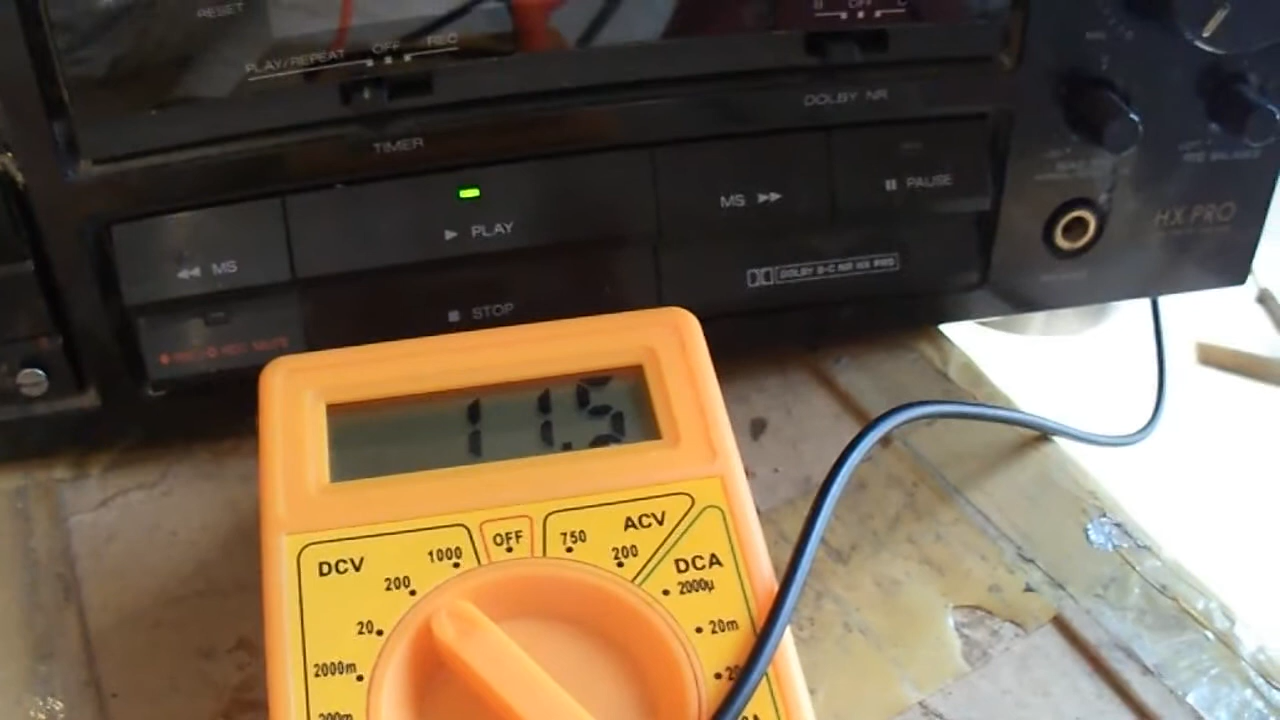 RESET
B OFF C
PLAY/REPEAT OFF REC
DOLBY NR
TIMER
PLAY
MS
PAUSE
MS
STOP
DOLBY B-C NR HX PRO
HX PRO
REC MUTE
11.5
DCV
1000
OFF
750
ACV
200
200
DCA
2000µ
20
20m
2000m
200m